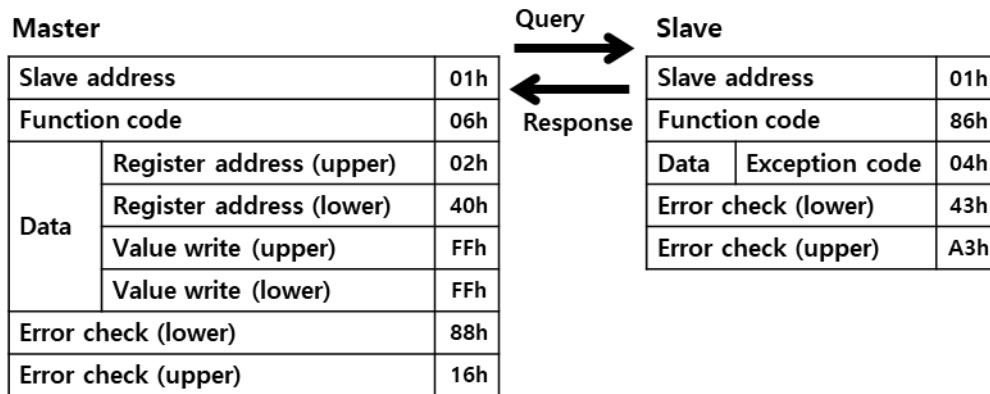 Master
Slave address 01h
Function code 06h
Data
Register address (upper) 02h
Register address (lower) 40h
Value write (upper) FFh
Value write (lower) FFh
Error check (lower) 88h
Error check (upper) 16h
Query
Response
Slave
Slave address 01h
Function code 86h
Data Exception code 04h
Error check (lower) 43h
Error check (upper) A3h